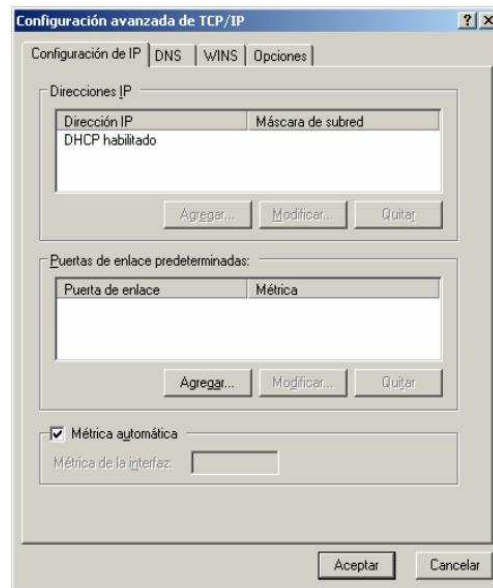 Configuración avanzada de TCP/IP
Configuración de IP DNS WINS Opciones
Direcciones IP
Dirección IP Máscara de subred
DHCP habilitado
Agregar... Modificar... Quitar
Puertas de enlace predeterminadas:
Puerta de enlace Métrica
Agregar... Modificar... Quitar
Métrica automática
Métrica de la interfaz:
Aceptar Cancelar